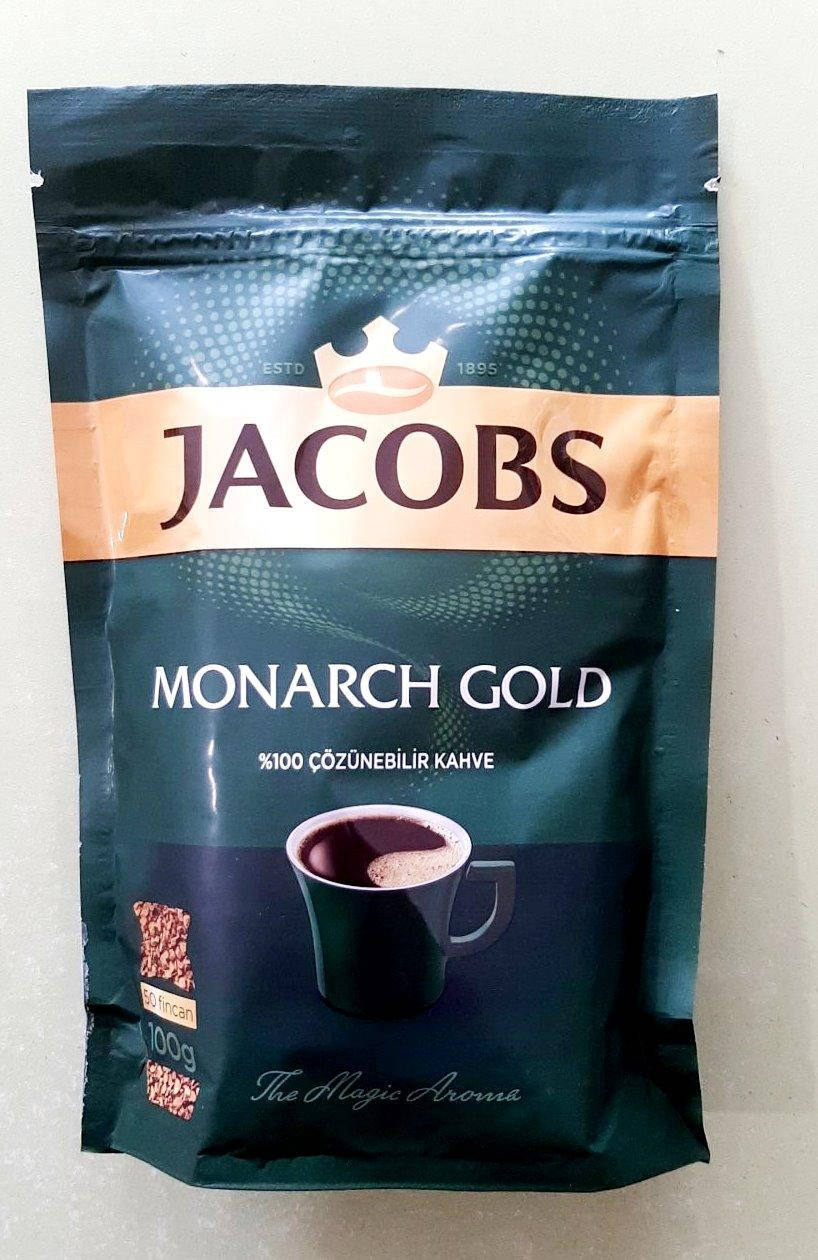 ESTD 1895
JACOBS
MONARCH GOLD
%100 ÇÖZÜNEBİLİR KAHVE
50 fincan
100g
The Magic Aroma